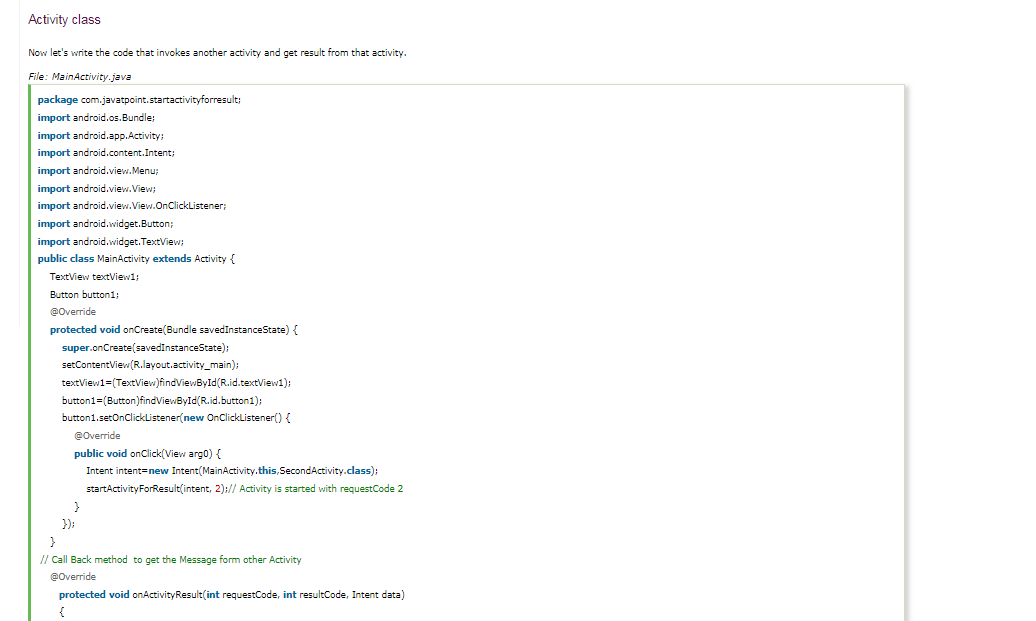 Activity class
Now let's write the code that invokes another activity and get result from that activity.
File: MainActivity.java
package com.javatpoint.startactivityforresult;
import android.os.Bundle;
import android.app.Activity;
import android.content.Intent;
import android.view.Menu;
import android.view.View;
import android.view.View.OnClickListener;
import android.widget.Button;
import android.widget.TextView;
public class MainActivity extends Activity {
TextView textView1;
Button button1;
@Override
protected void onCreate(Bundle savedInstanceState) {
super.onCreate(savedInstanceState);
setContentView(R.layout.activity_main);
textView1=(TextView)findViewById(R.id.textView1);
button1=(Button)findViewById(R.id.button1);
button1.setOnClickListener(new OnClickListener() {
@Override
public void onClick(View arg0) {
Intent intent=new Intent(MainActivity.this,SecondActivity.class);
startActivityForResult(intent, 2);// Activity is started with requestCode 2
}
});
}
// Call Back method  to get the Message form other Activity
@Override
protected void onActivityResult(int requestCode, int resultCode, Intent data)
{